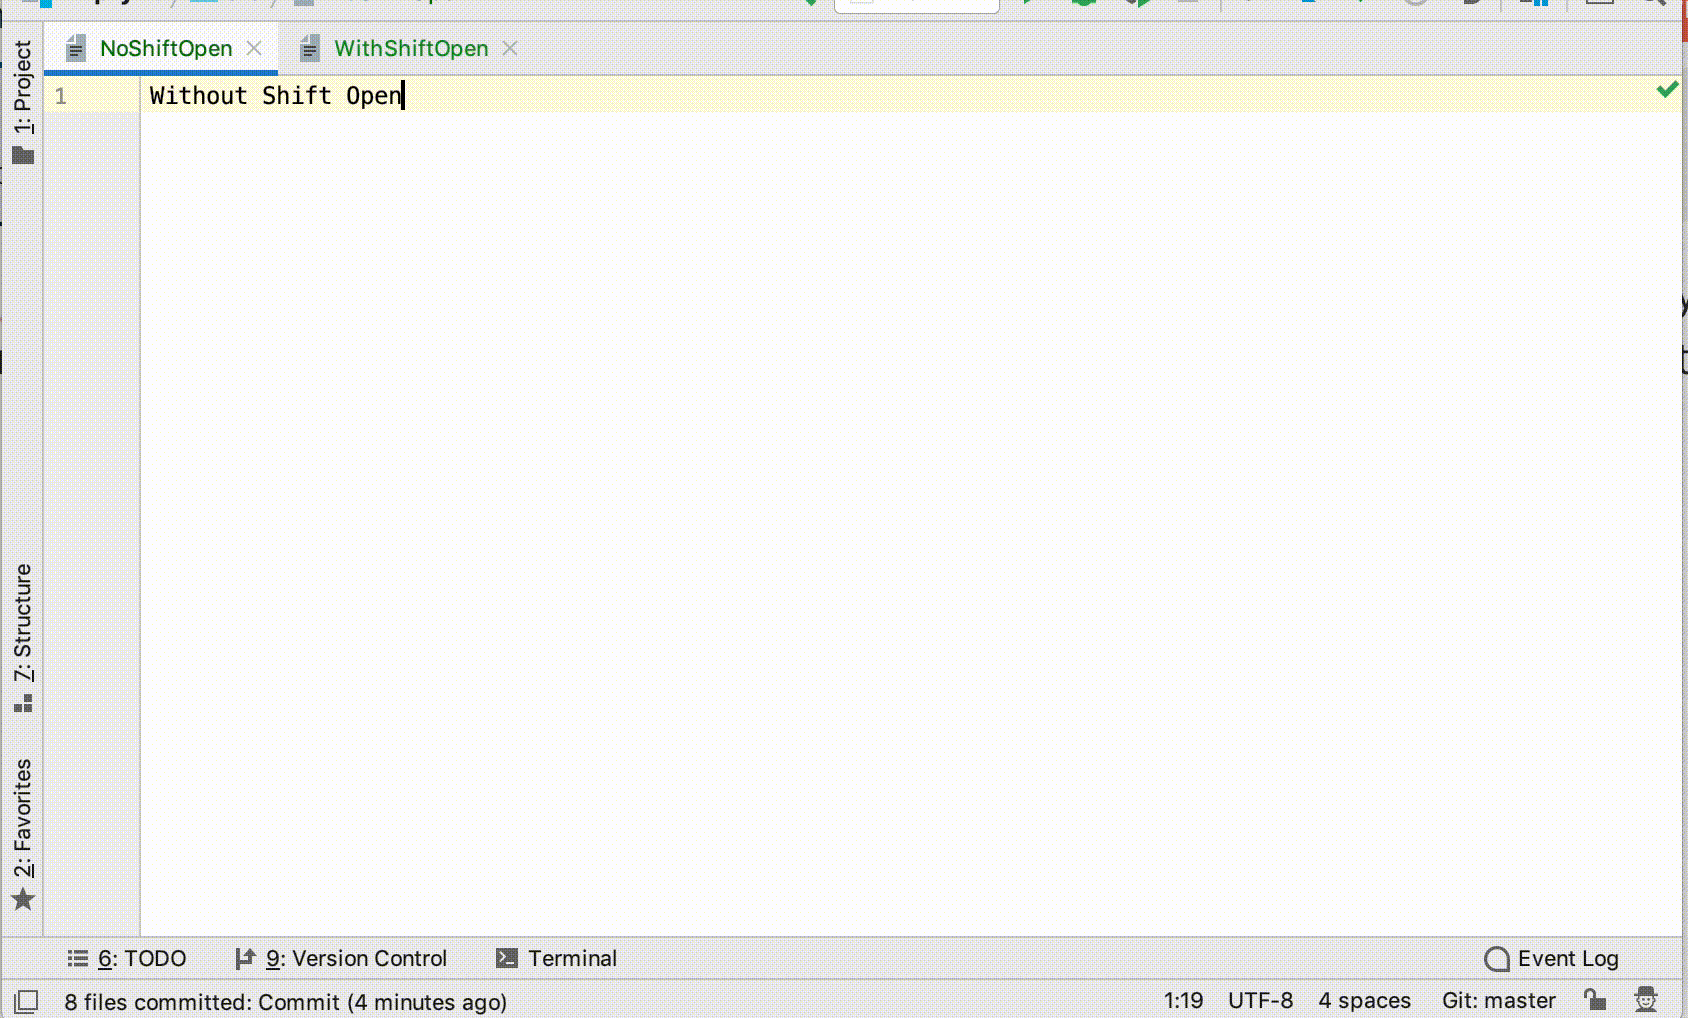 NoShiftOpen
WithShiftOpen
1: Project
1
Without Shift Open
7: Structure
2: Favorites
6: TODO
9: Version Control
Terminal
Event Log
8 files committed: Commit (4 minutes ago)
1:19
UTF-8
4 spaces
Git: master